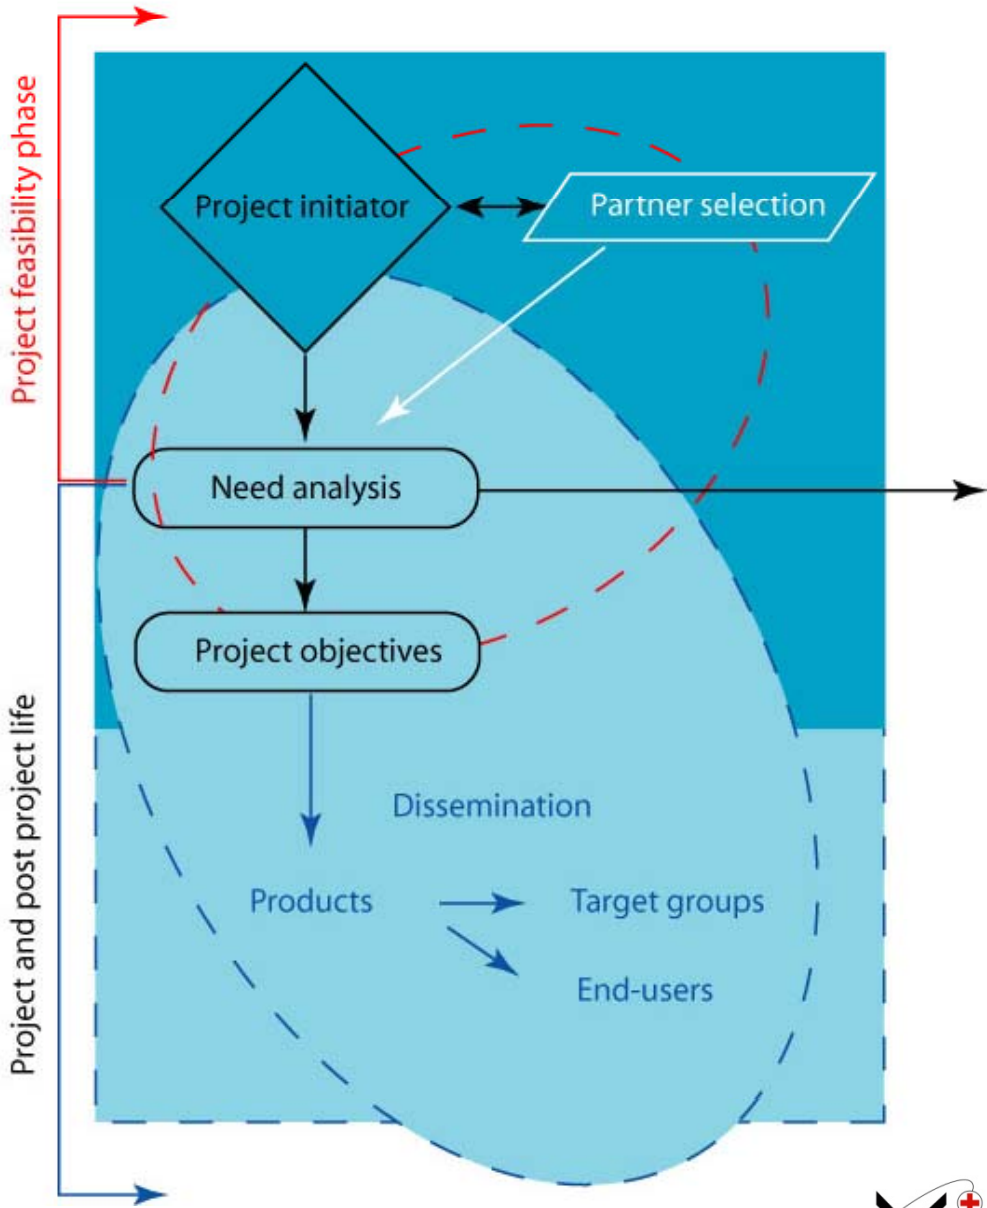 Project feasibility phase
Project initiator
Partner selection
Need analysis
Project objectives
Project and post project life
Dissemination
Products
Target groups
End-users